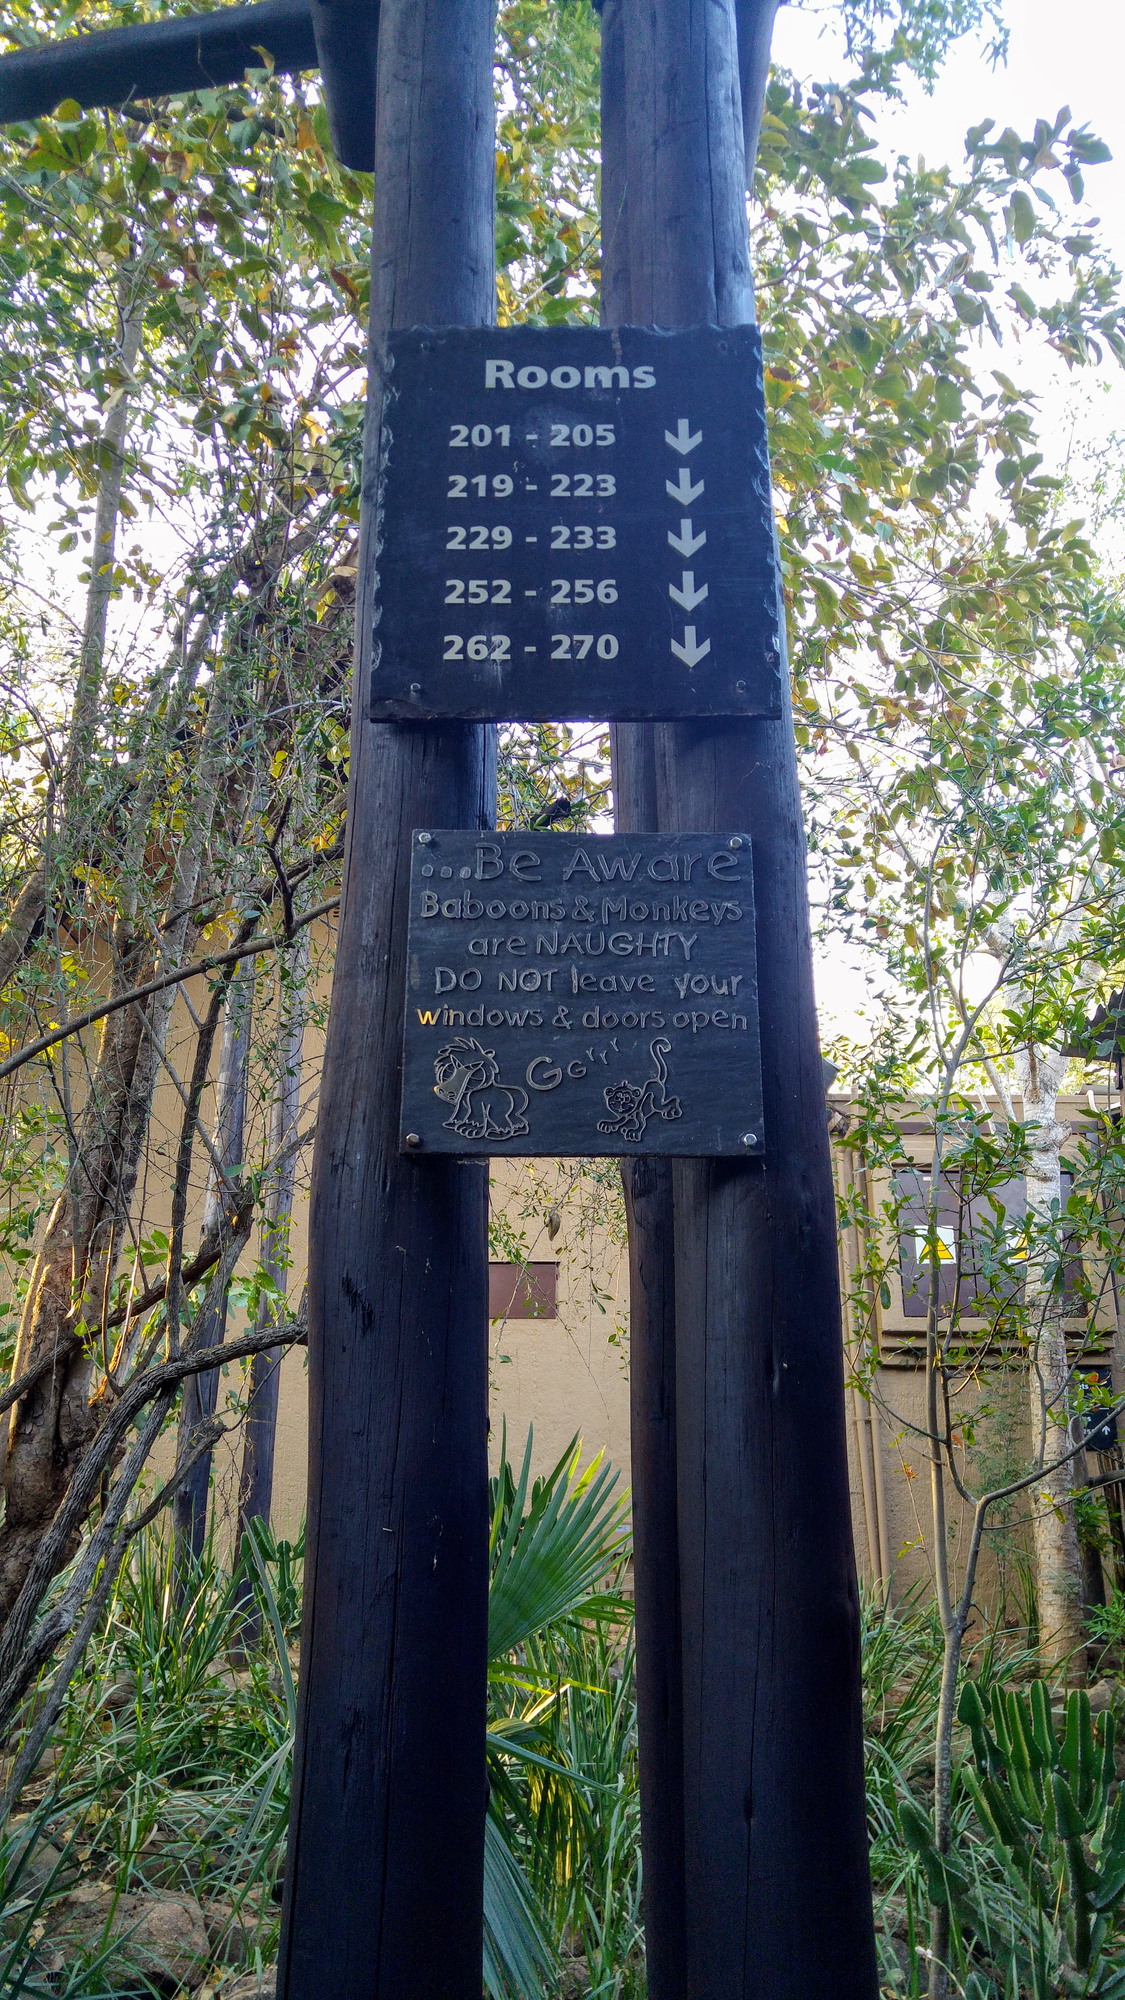 Rooms
201 - 205 ↓
219 - 223 ↓
229 - 233 ↓
252 - 256 ↓
262 - 270 ↓
...Be Aware
Baboons & Monkeys
are NAUGHTY
DO NOT leave your
windows & doors open
Ggrrrr